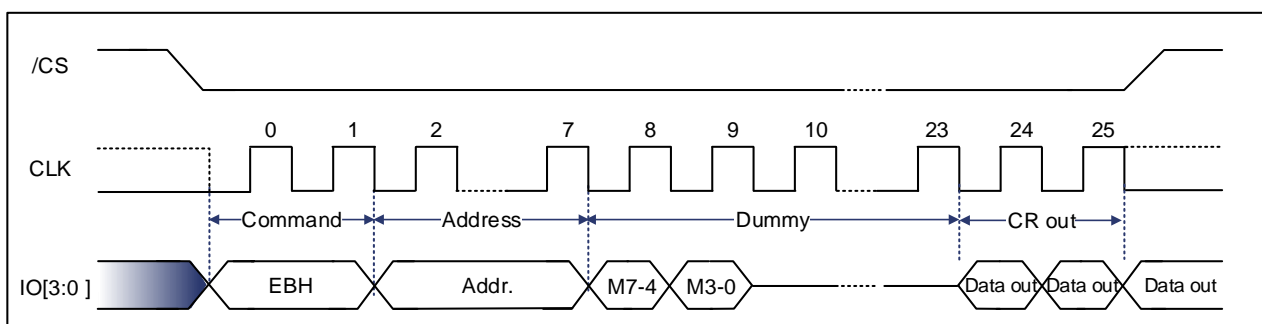 /CS
0 1 2 7 8 9 10 23 24 25
CLK
Command Address Dummy CR out
IO[3:0 ] EBH Addr. M7-4 M3-0 Data out Data out Data out